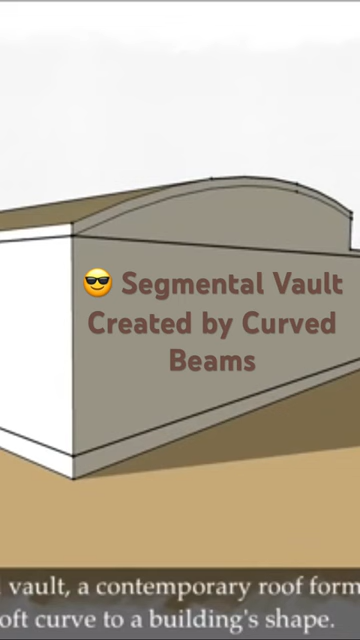 😎 Segmental Vault
Created by Curved
Beams
vault, a contemporary roof form
oft curve to a building's shape.